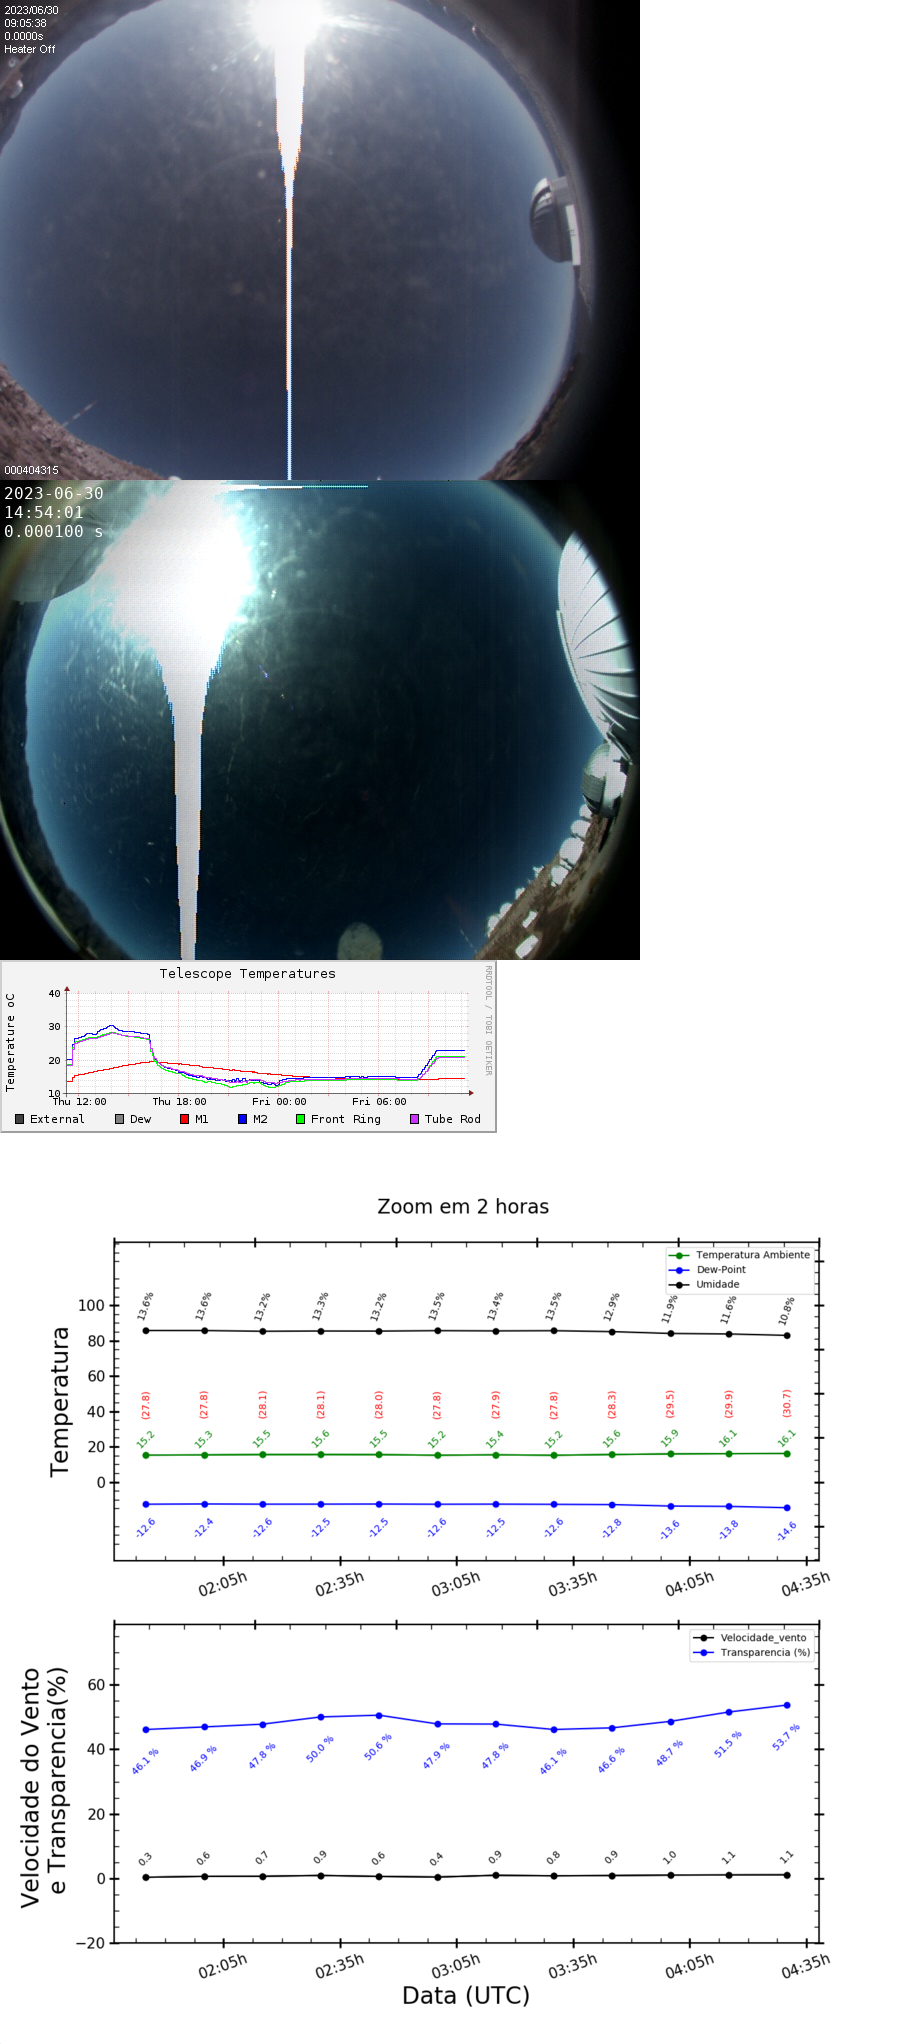 2023/06/30
09:05:38
0.0000s
Heater Off
000404315
2023-06-30
14:54:01
0.000100 s
Telescope Temperatures
RRDTOOL / TOBI OETIKER
Temperature oC
40
30
20
10
Thu 12:00 Thu 18:00 Fri 00:00 Fri 06:00
External Dew M1 M2 Front Ring Tube Rod
Zoom em 2 horas
Temperatura Ambiente
Dew-Point
Umidade
Temperatura
100
80
60
40
20
0
13.6% 13.6% 13.2% 13.3% 13.2% 13.5% 13.4% 13.5% 12.9% 11.9% 11.6% 10.8%
(27.8) (27.8) (28.1) (28.1) (28.0) (27.8) (27.9) (27.8) (28.3) (29.5) (29.9) (30.7)
15.2 15.3 15.5 15.6 15.5 15.2 15.4 15.2 15.6 15.9 16.1 16.1
-12.6 -12.4 -12.6 -12.5 -12.5 -12.6 -12.5 -12.6 -12.8 -13.6 -13.8 -14.6
02:05h 02:35h 03:05h 03:35h 04:05h 04:35h
Velocidade_vento
Transparencia (%)
Velocidade do Vento
e Transparencia(%)
60
40
20
0
−20
46.1 % 46.9 % 47.8 % 50.0 % 50.6 % 47.9 % 47.8 % 46.1 % 46.6 % 48.7 % 51.5 % 53.7 %
0.3 0.6 0.7 0.9 0.6 0.4 0.9 0.8 0.9 1.0 1.1 1.1
02:05h 02:35h 03:05h 03:35h 04:05h 04:35h
Data (UTC)